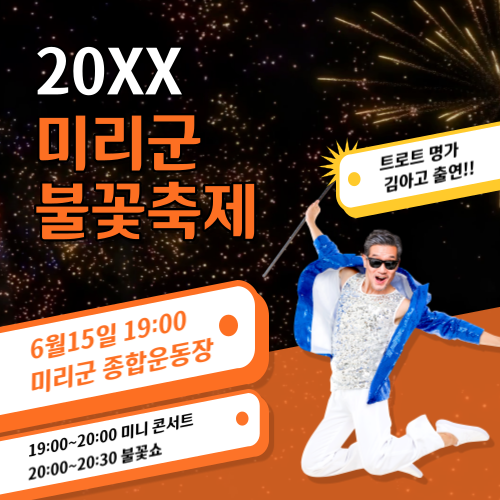 20XX
미리군
불꽃축제
트로트 명가
김아고 출연!!
6월15일 19:00
미리군 종합운동장
19:00~20:00 미니 콘서트
20:00~20:30 불꽃쇼